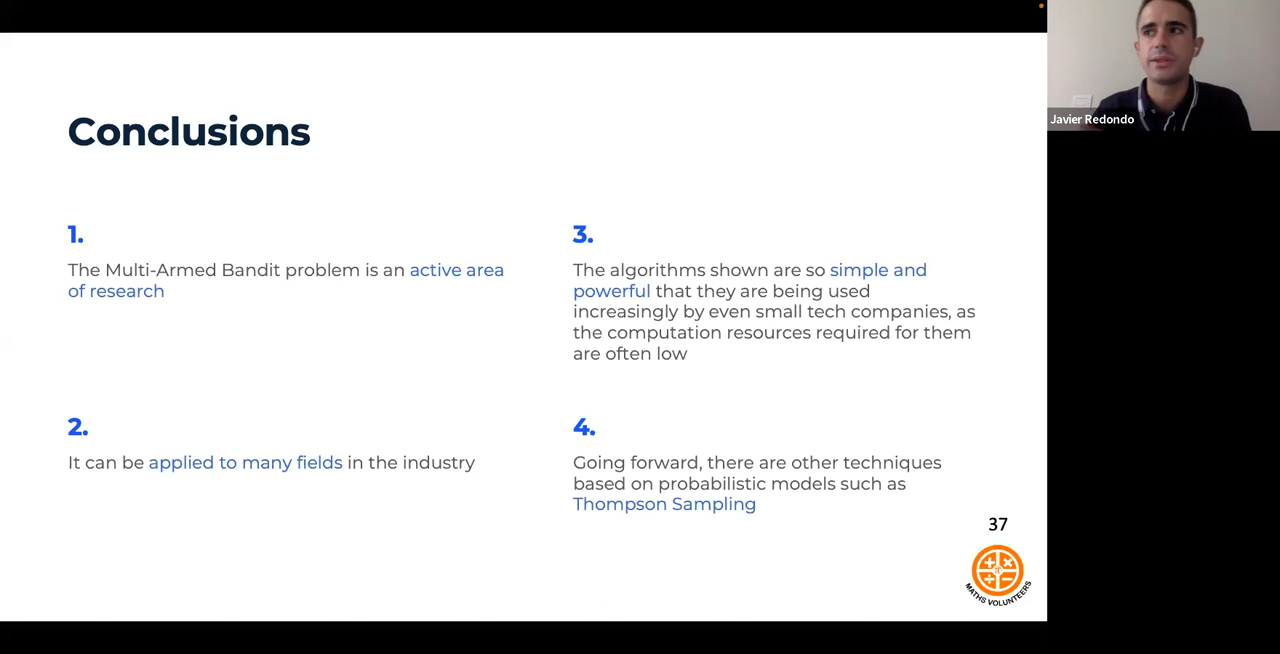 Javier Redondo
Conclusions
1.
The Multi-Armed Bandit problem is an active area
of research
2.
It can be applied to many fields in the industry
3.
The algorithms shown are so simple and
powerful that they are being used
increasingly by even small tech companies, as
the computation resources required for them
are often low
4.
Going forward, there are other techniques
based on probabilistic models such as
Thompson Sampling
37
MATHS VOLUNTEERS